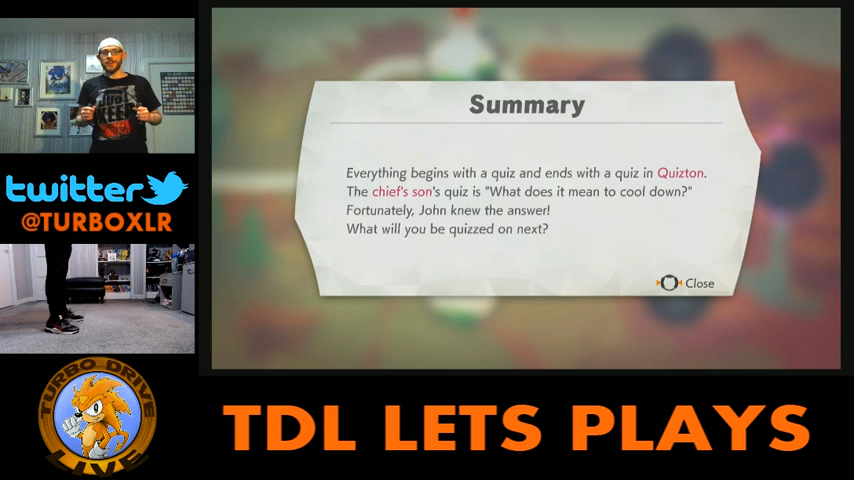 Summary
Everything begins with a quiz and ends with a quiz in Quizton.
The chief's son's quiz is "What does it mean to cool down?"
Fortunately, John knew the answer!
What will you be quizzed on next?
Close
twitter
@TURBOXLR
TURBO DRIVE
LIVE
TDL LETS PLAYS